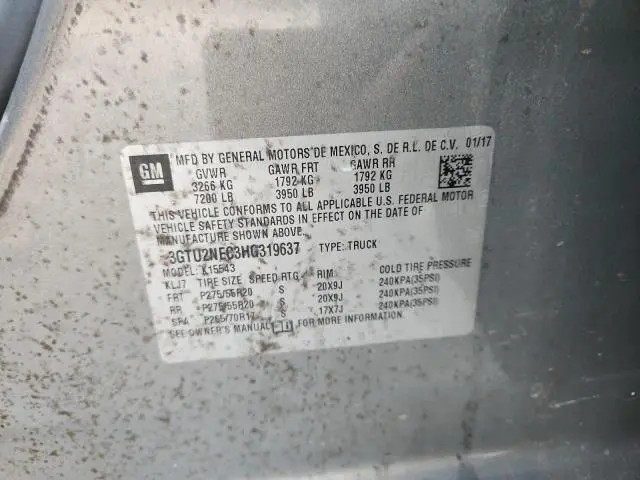 GM
MFD BY GENERAL MOTORS DE MEXICO, S. DE R.L. DE C.V. 01/17
GVWR GAWR FRT GAWR RR
3266 KG 1792 KG 1792 KG
7200 LB 3950 LB 3950 LB
THIS VEHICLE CONFORMS TO ALL APPLICABLE U.S. FEDERAL MOTOR
VEHICLE SAFETY STANDARDS IN EFFECT ON THE DATE OF
MANUFACTURE SHOWN ABOVE.
3GTU2NEC3HG319637 TYPE: TRUCK
MODEL: K15543
KLJ7 TIRE SIZE SPEED RTG RIM COLD TIRE PRESSURE
FRT P275/55R20 S 20X9J 240KPA(35PSI)
RR P275/55R20 S 20X9J 240KPA(35PSI)
SPA P265/70R17 S 17X7J 240KPA(35PSI)
SEE OWNER'S MANUAL FOR MORE INFORMATION.